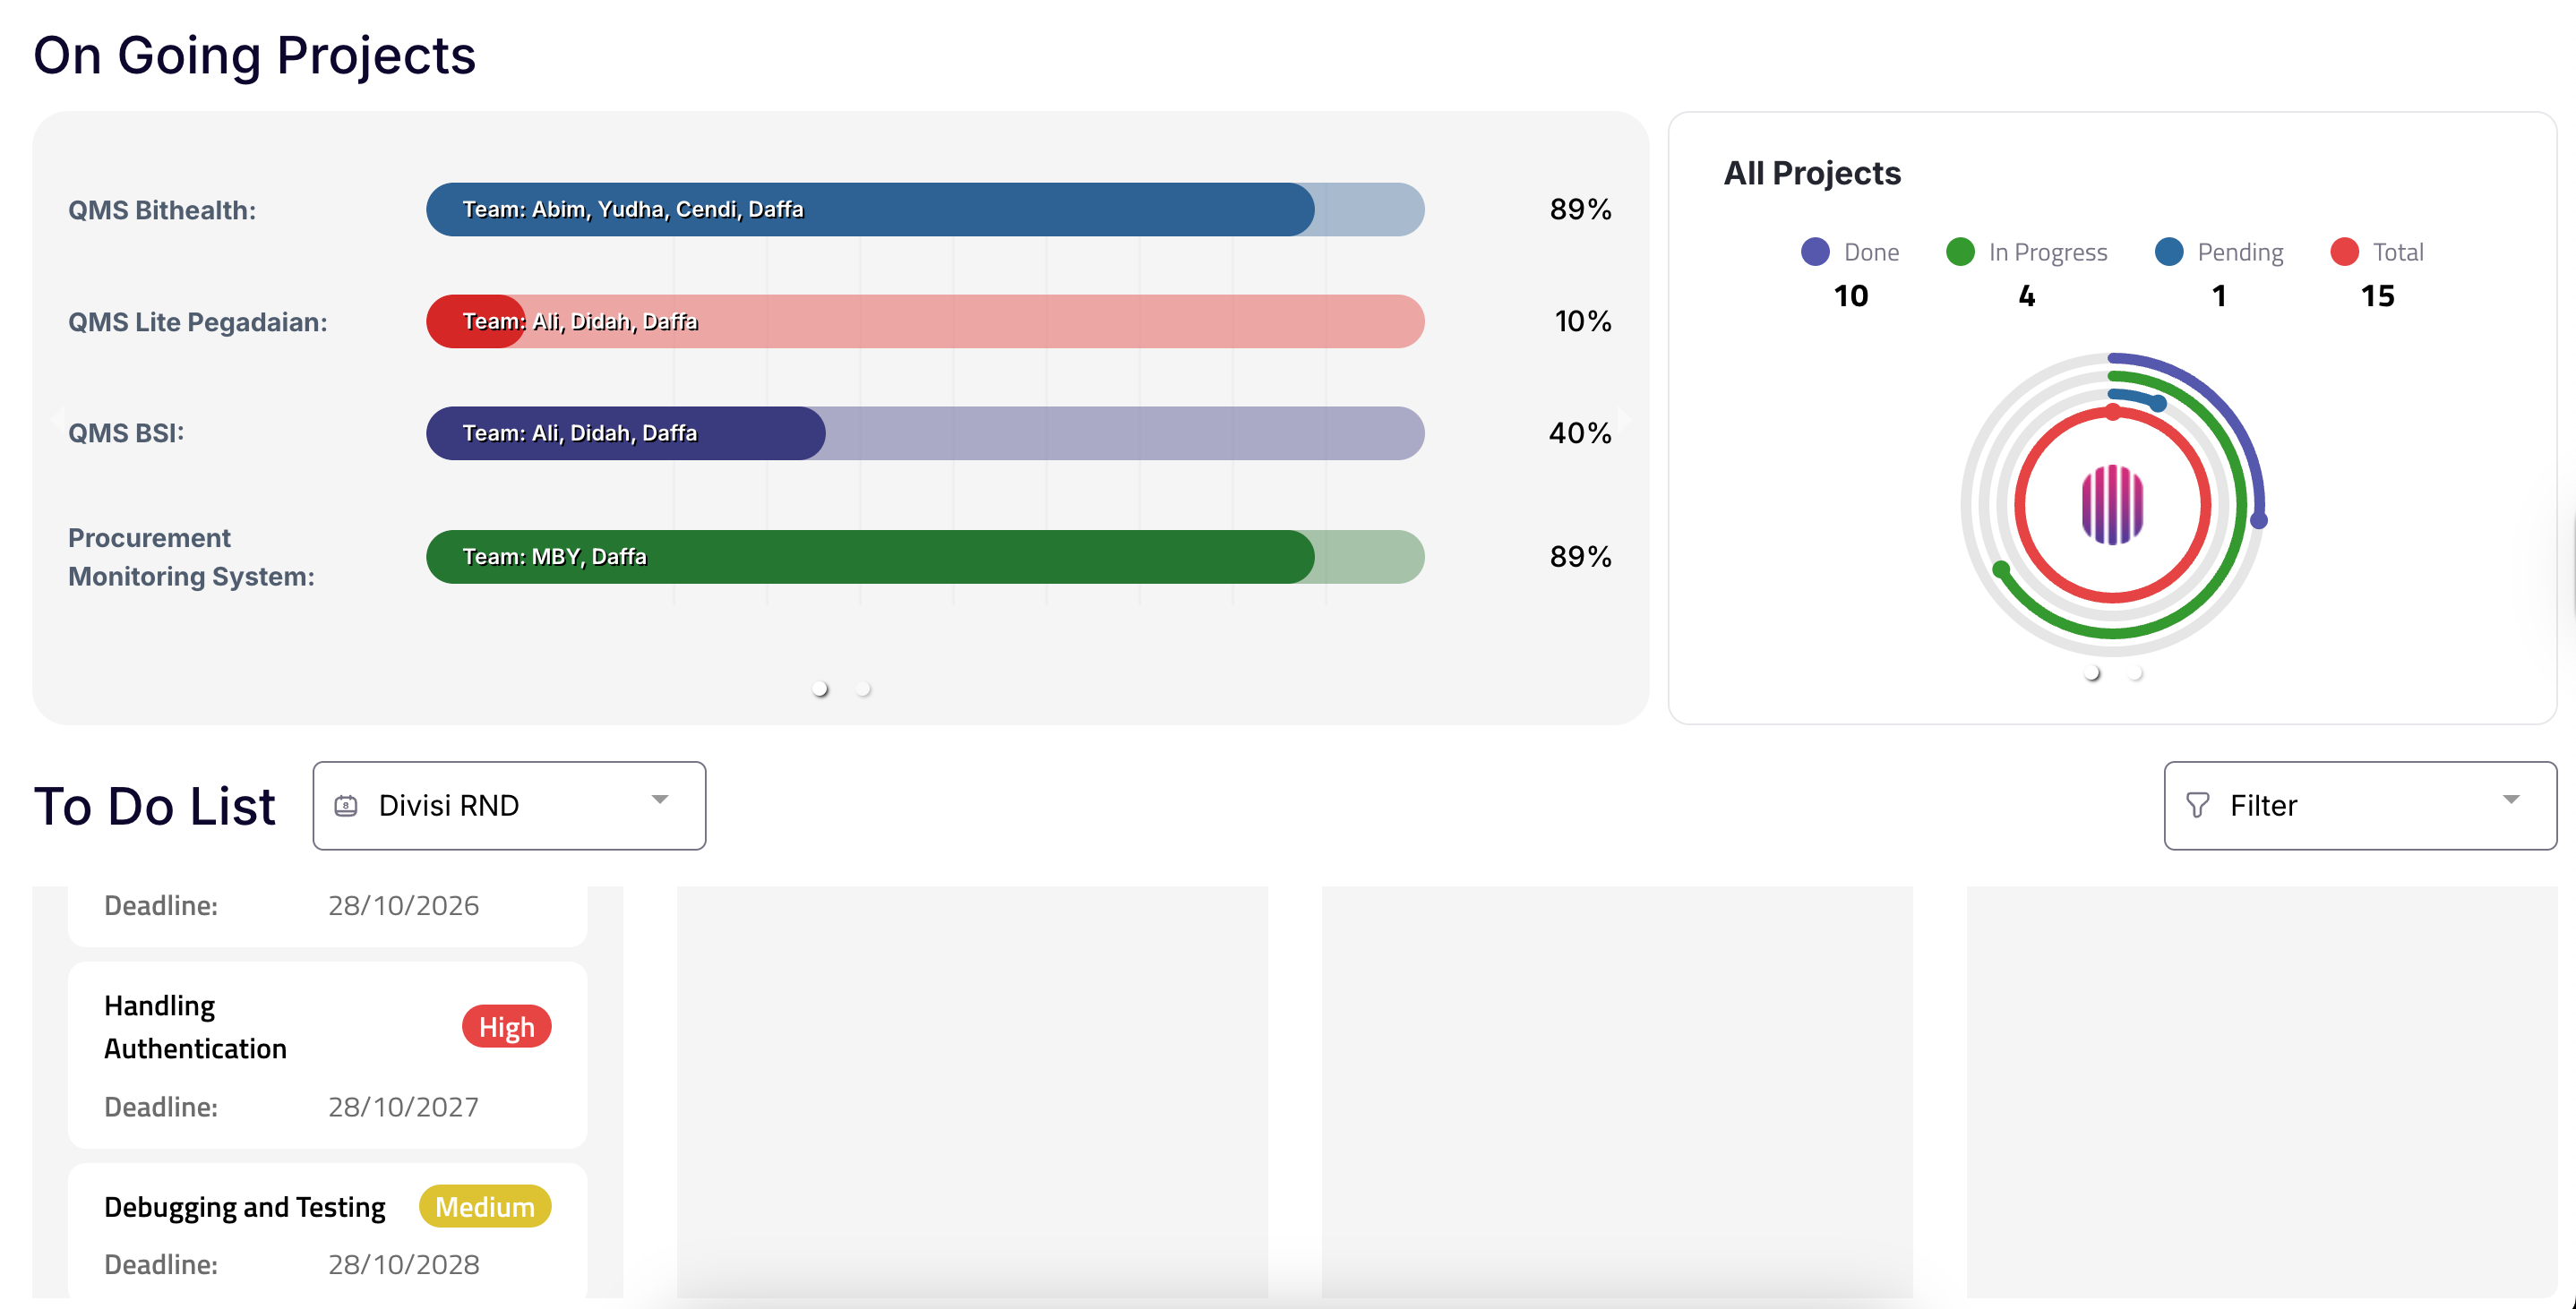 On Going Projects
QMS Bithealth:
Team: Abim, Yudha, Cendi, Daffa
89%
QMS Lite Pegadaian:
Team: Ali, Didah, Daffa
10%
QMS BSI:
Team: Ali, Didah, Daffa
40%
Procurement
Monitoring System:
Team: MBY, Daffa
89%
All Projects
Done
In Progress
Pending
Total
10
4
1
15
To Do List
8
Divisi RND
Filter
Deadline: 28/10/2026
Handling
Authentication
High
Deadline: 28/10/2027
Debugging and Testing
Medium
Deadline: 28/10/2028